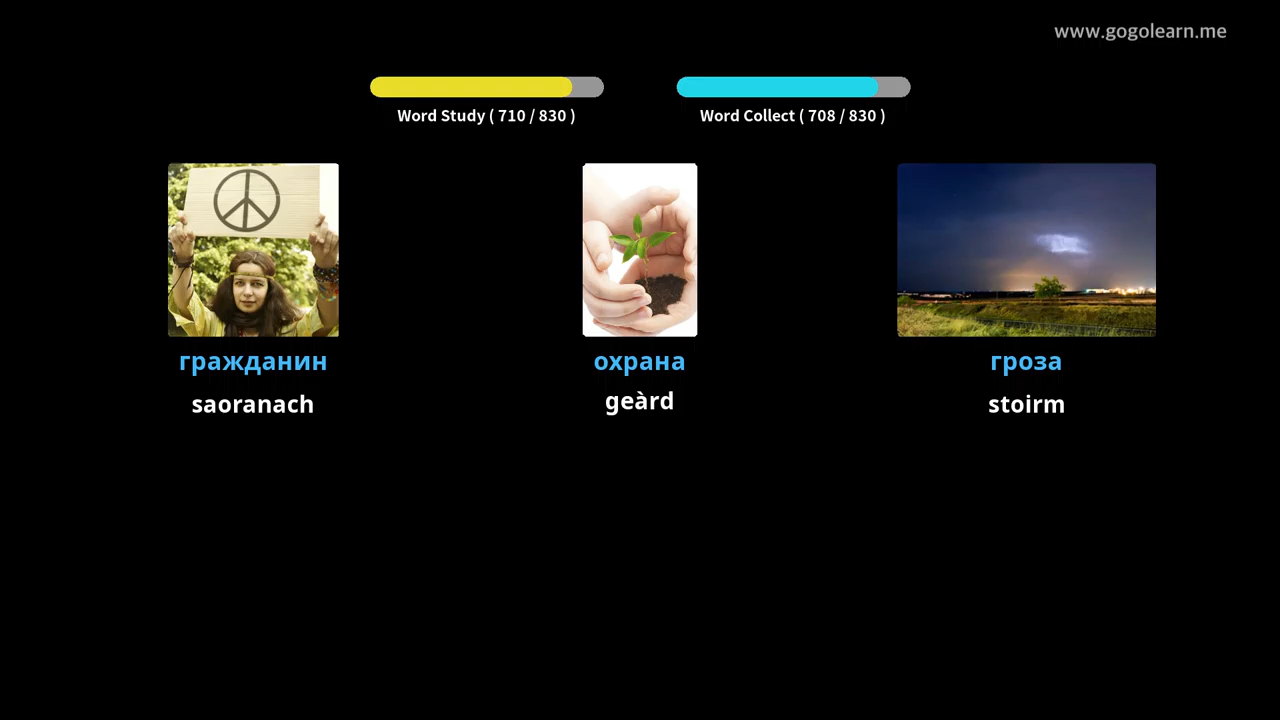 www.gogolearn.me
Word Study ( 710 / 830 )
Word Collect ( 708 / 830 )
гражданин
охрана
гроза
saoranach
geàrd
stoirm